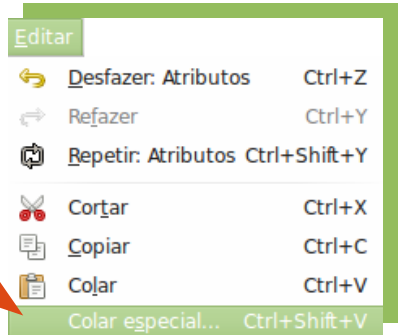 Editar
Desfazer: Atributos Ctrl+Z
Refazer Ctrl+Y
Repetir: Atributos Ctrl+Shift+Y
Cortar Ctrl+X
Copiar Ctrl+C
Colar Ctrl+V
Colar especial... Ctrl+Shift+V